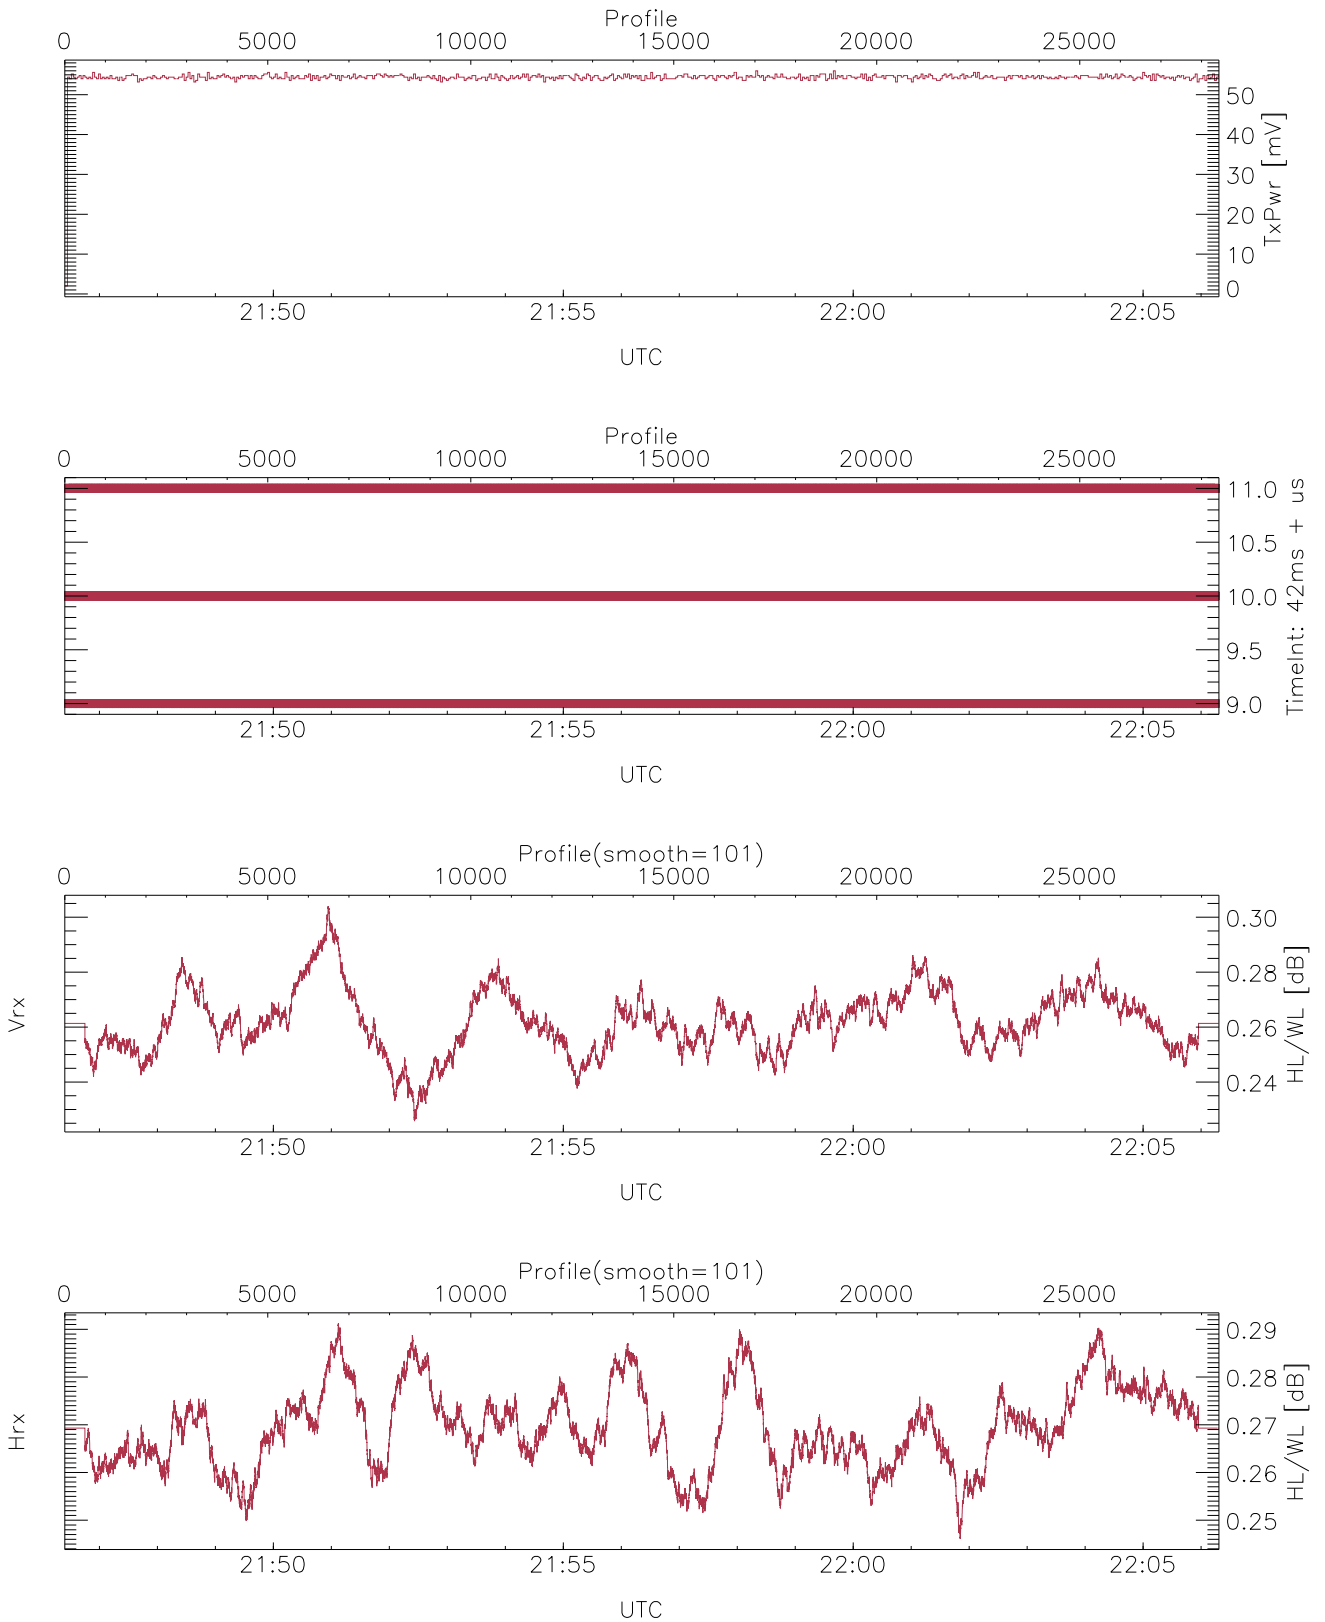 Profile
0 5000 10000 15000 20000 25000
50
40
30
20
10
0
TxPwr [mV]
21:50 21:55 22:00 22:05
UTC
Profile
0 5000 10000 15000 20000 25000
11.0
10.5
10.0
9.5
9.0
TimeInt: 42ms + us
21:50 21:55 22:00 22:05
UTC
Profile(smooth=101)
0 5000 10000 15000 20000 25000
Vrx
0.30
0.28
0.26
0.24
HL/WL [dB]
21:50 21:55 22:00 22:05
UTC
Profile(smooth=101)
0 5000 10000 15000 20000 25000
Hrx
0.29
0.28
0.27
0.26
0.25
HL/WL [dB]
21:50 21:55 22:00 22:05
UTC